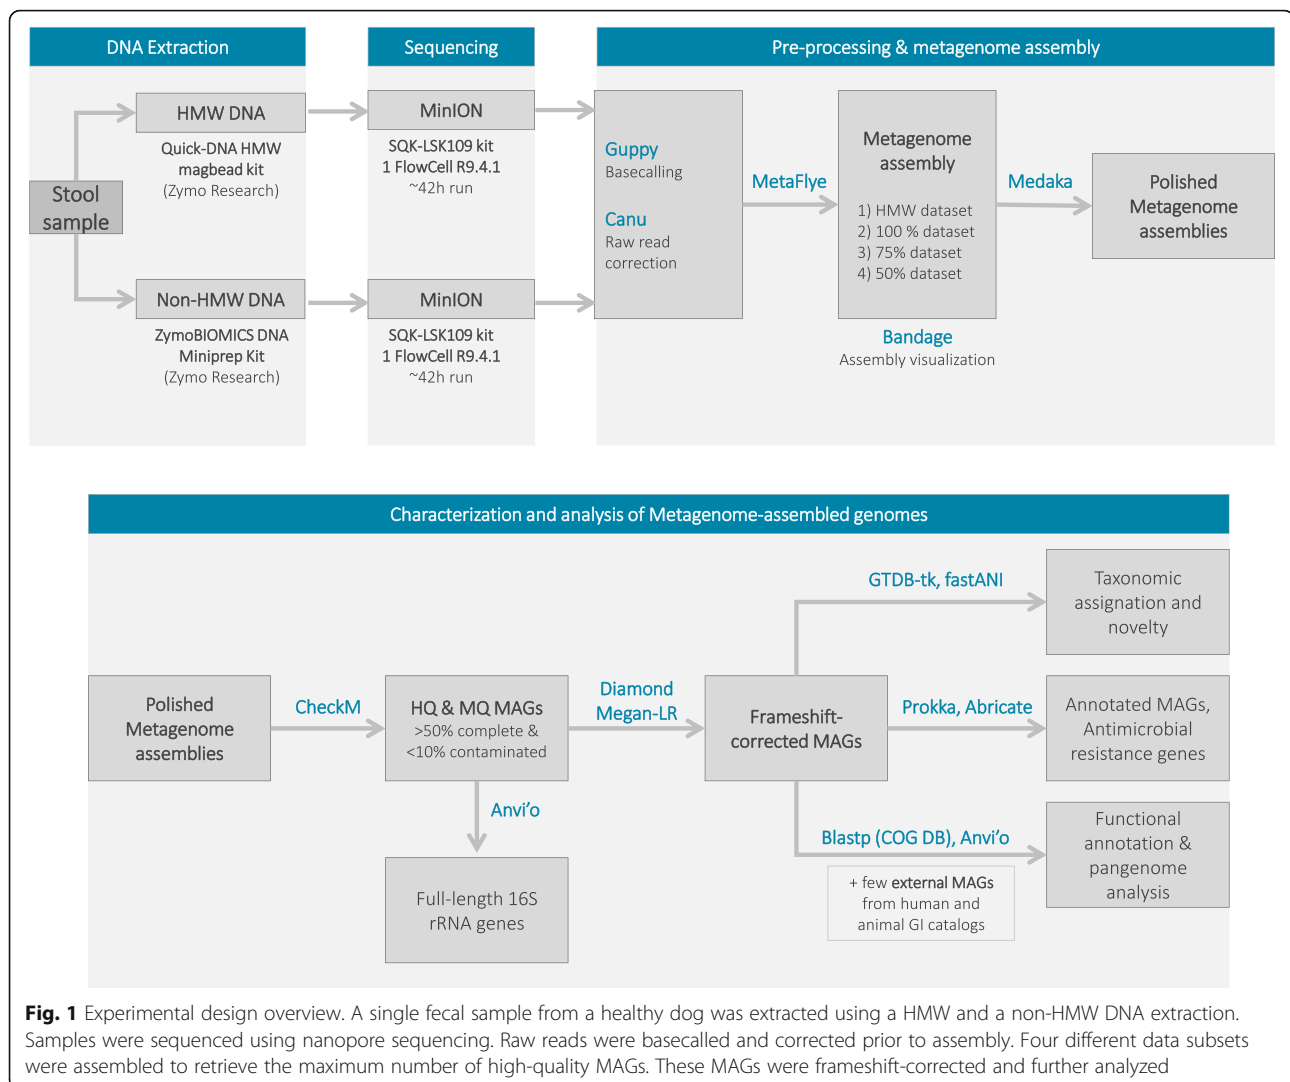 DNA Extraction
Sequencing
Pre-processing & metagenome assembly
Stool
sample
HMW DNA
Quick-DNA HMW
magbead kit
(Zymo Research)
Non-HMW DNA
ZymoBIOMICS DNA
Miniprep Kit
(Zymo Research)
MinION
SQK-LSK109 kit
1 FlowCell R9.4.1
~42h run
MinION
SQK-LSK109 kit
1 FlowCell R9.4.1
~42h run
Guppy
Basecalling
Canu
Raw read
correction
MetaFlye
Metagenome
assembly
1) HMW dataset
2) 100 % dataset
3) 75% dataset
4) 50% dataset
Bandage
Assembly visualization
Medaka
Polished
Metagenome
assemblies
Characterization and analysis of Metagenome-assembled genomes
Polished
Metagenome
assemblies
CheckM
HQ & MQ MAGs
>50% complete &
<10% contaminated
Anvi’o
Full-length 16S
rRNA genes
Diamond
Megan-LR
Frameshift-
corrected MAGs
GTDB-tk, fastANI
Taxonomic
assignation and
novelty
Prokka, Abricate
Annotated MAGs,
Antimicrobial
resistance genes
Blastp (COG DB), Anvi’o
+ few external MAGs
from human and
animal GI catalogs
Functional
annotation &
pangenome
analysis
Fig. 1 Experimental design overview. A single fecal sample from a healthy dog was extracted using a HMW and a non-HMW DNA extraction.
Samples were sequenced using nanopore sequencing. Raw reads were basecalled and corrected prior to assembly. Four different data subsets
were assembled to retrieve the maximum number of high-quality MAGs. These MAGs were frameshift-corrected and further analyzed